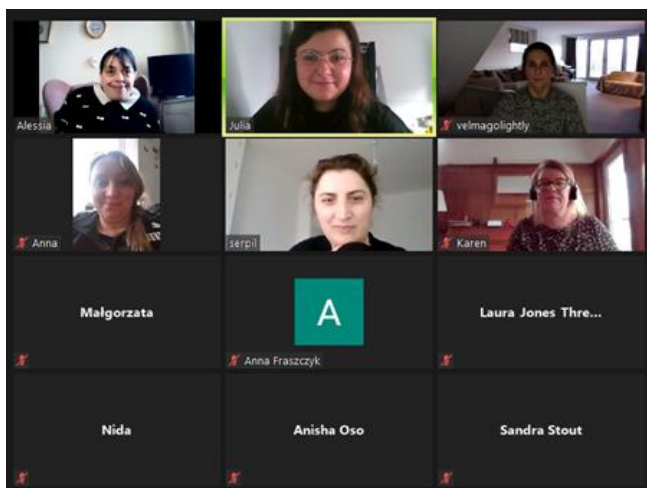 Alessia
Julia
velmagolightly
Anna
serpil
Karen
Małgorzata
A
Anna Fraszczyk
Laura Jones Thre...
Nida
Anisha Oso
Sandra Stout